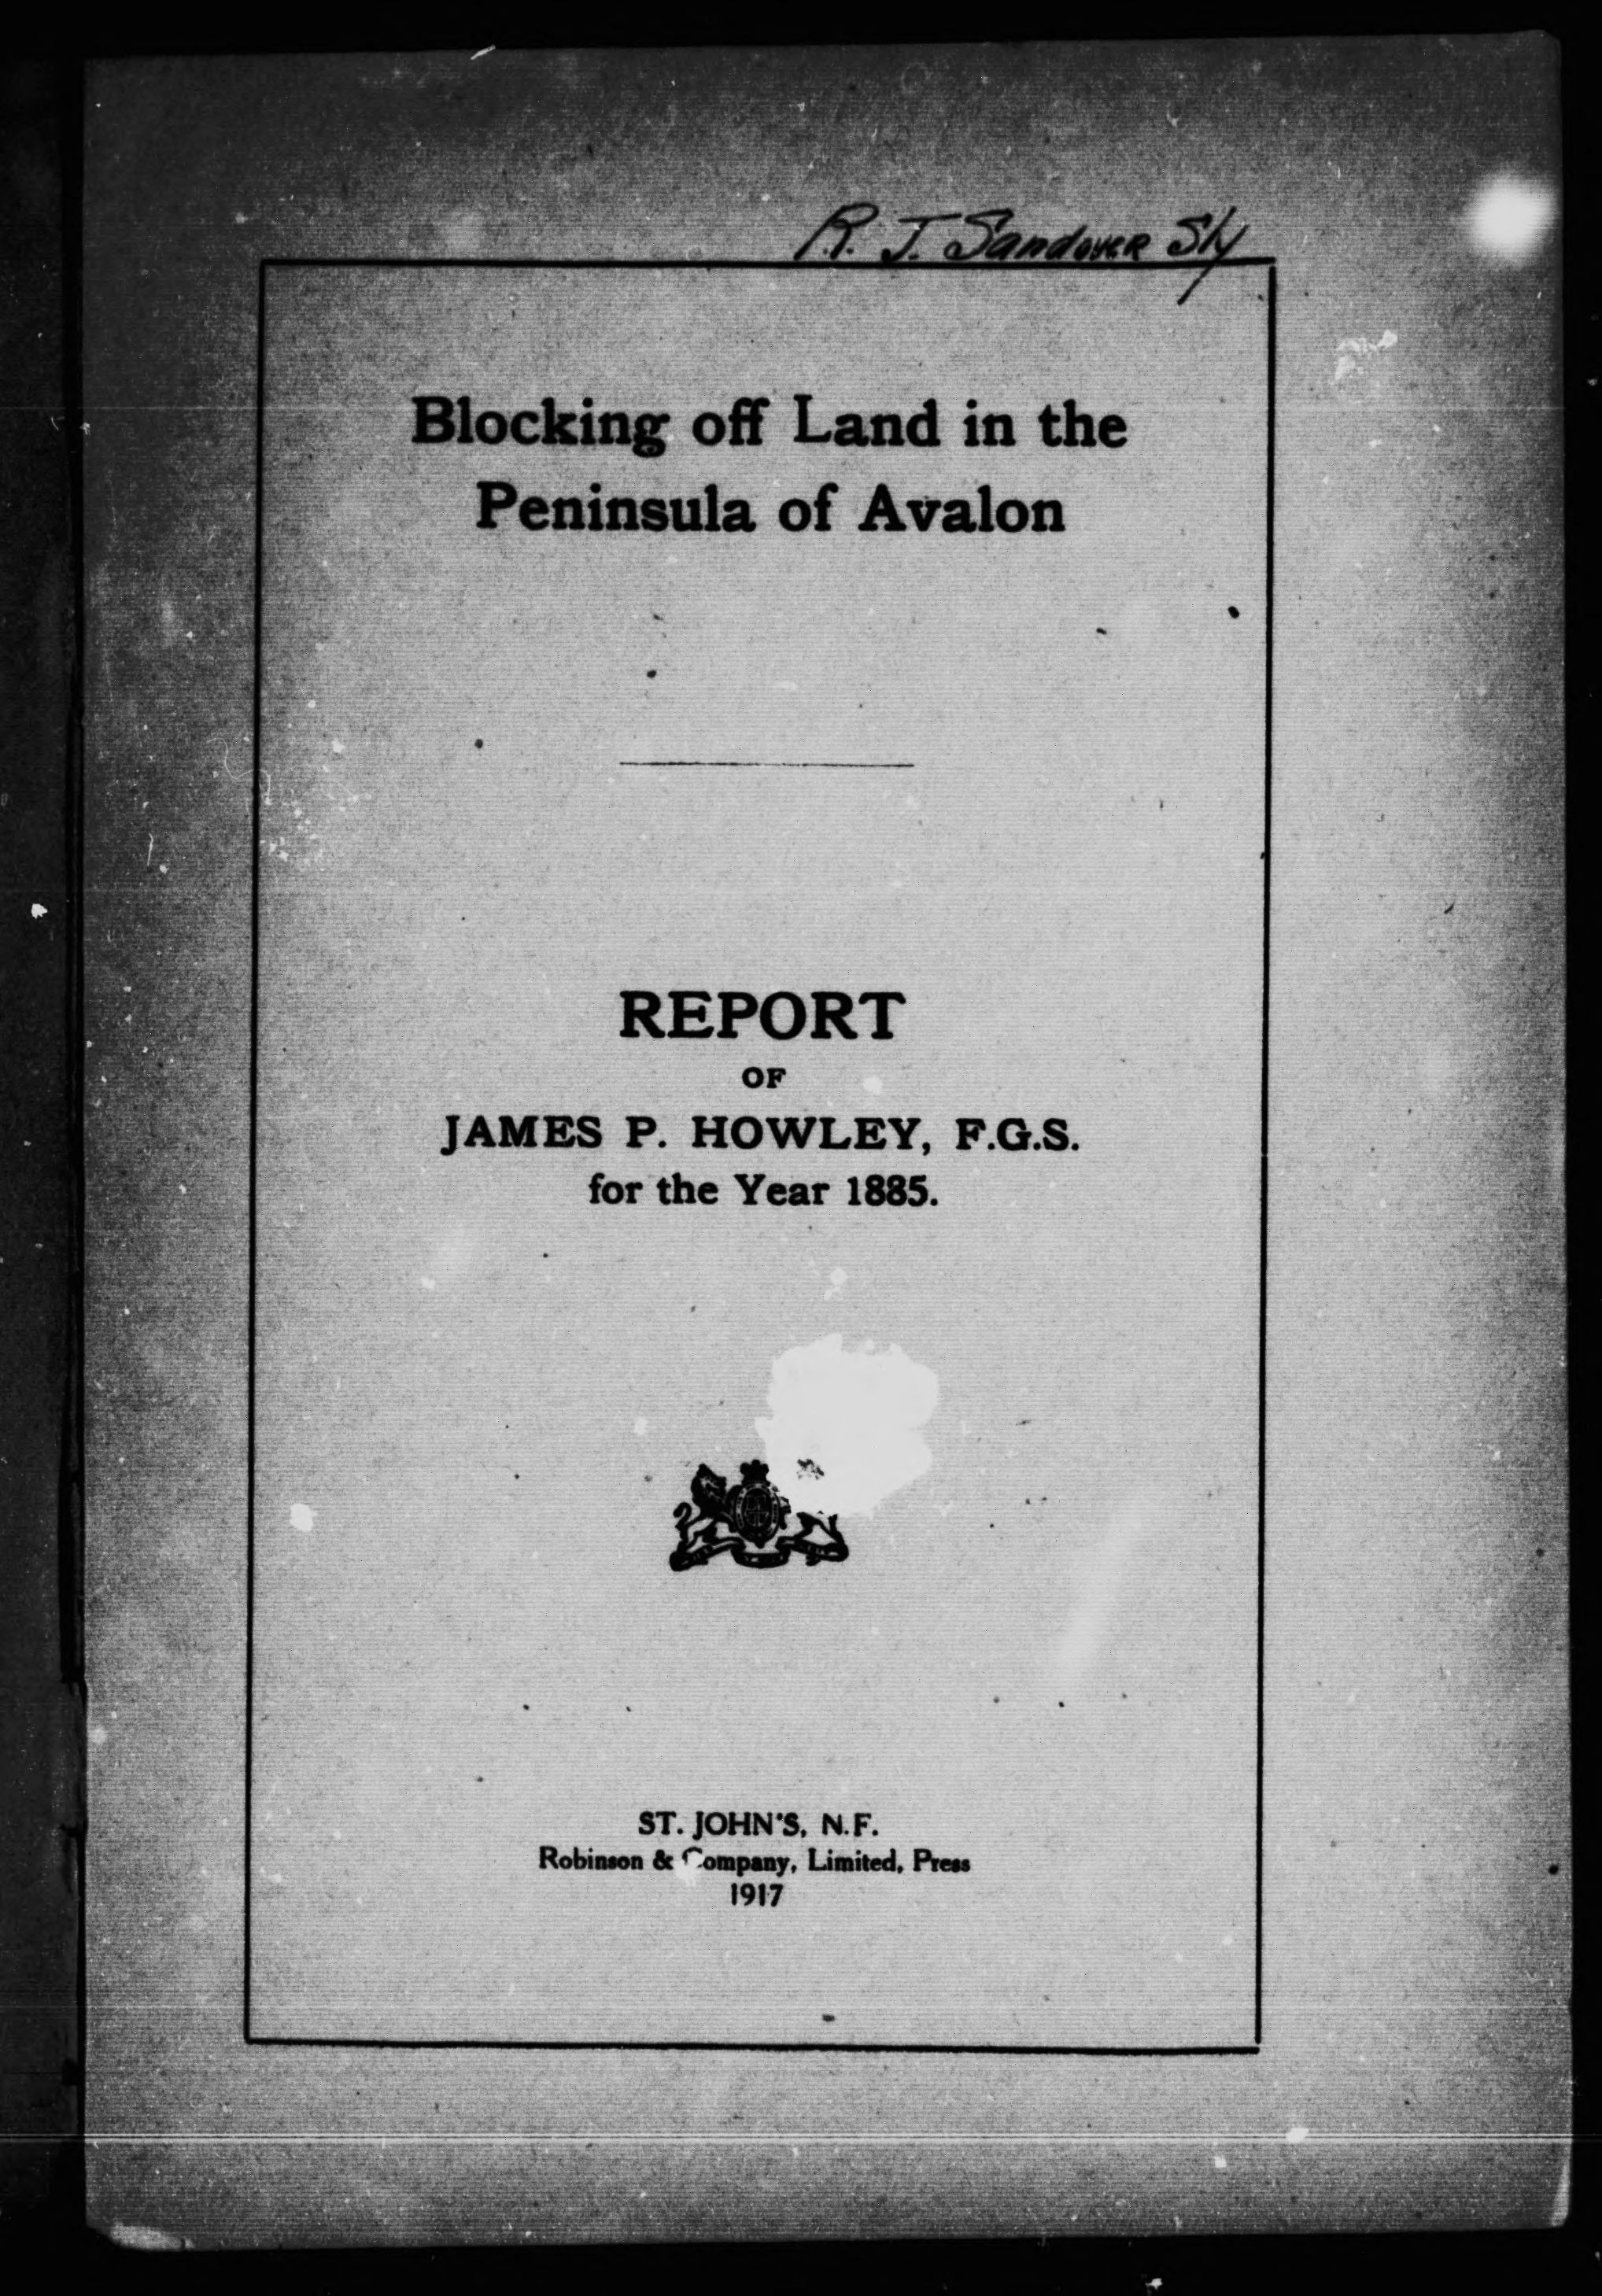 R. J. Sandover Sly
Blocking off Land in the
Peninsula of Avalon
REPORT
OF
JAMES P. HOWLEY, F.G.S.
for the Year 1885.
ST. JOHN'S, N.F.
Robinson & Company, Limited, Press
1917